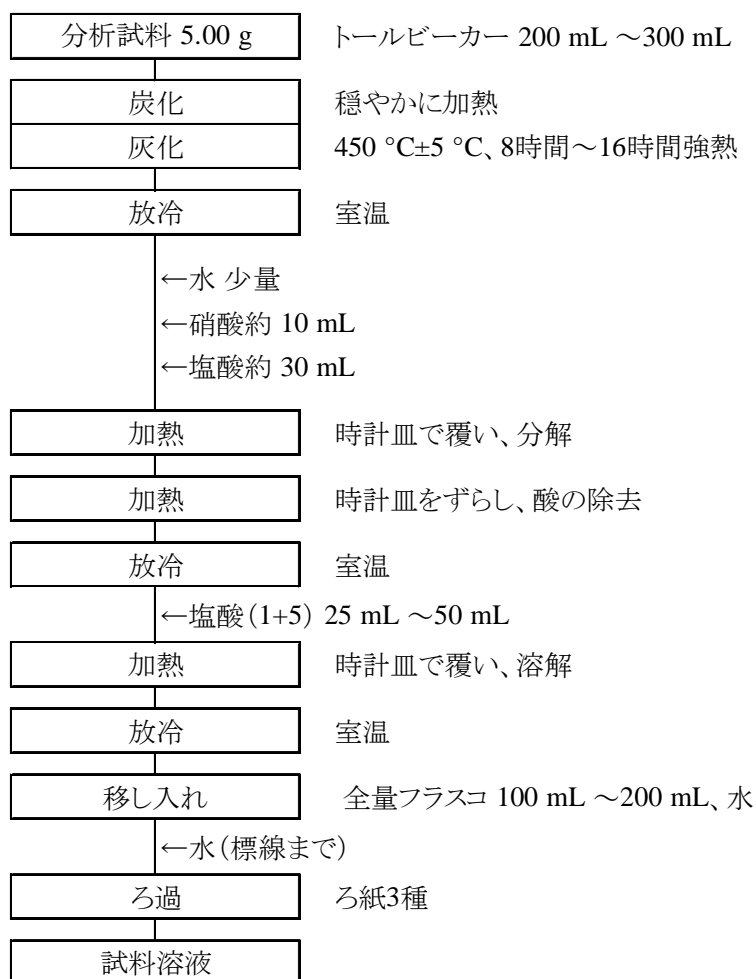 分析試料 5.00 g トールビーカー 200 mL ～300 mL
炭化 穏やかに加熱
灰化 450 °C±5 °C、8時間～16時間強熱
放冷 室温
←水 少量
←硝酸約 10 mL
←塩酸約 30 mL
加熱 時計皿で覆い、分解
加熱 時計皿をずらし、酸の除去
放冷 室温
←塩酸（1+5） 25 mL ～50 mL
加熱 時計皿で覆い、溶解
放冷 室温
移し入れ 全量フラスコ 100 mL ～200 mL、水
←水（標線まで）
ろ過 ろ紙3種
試料溶液